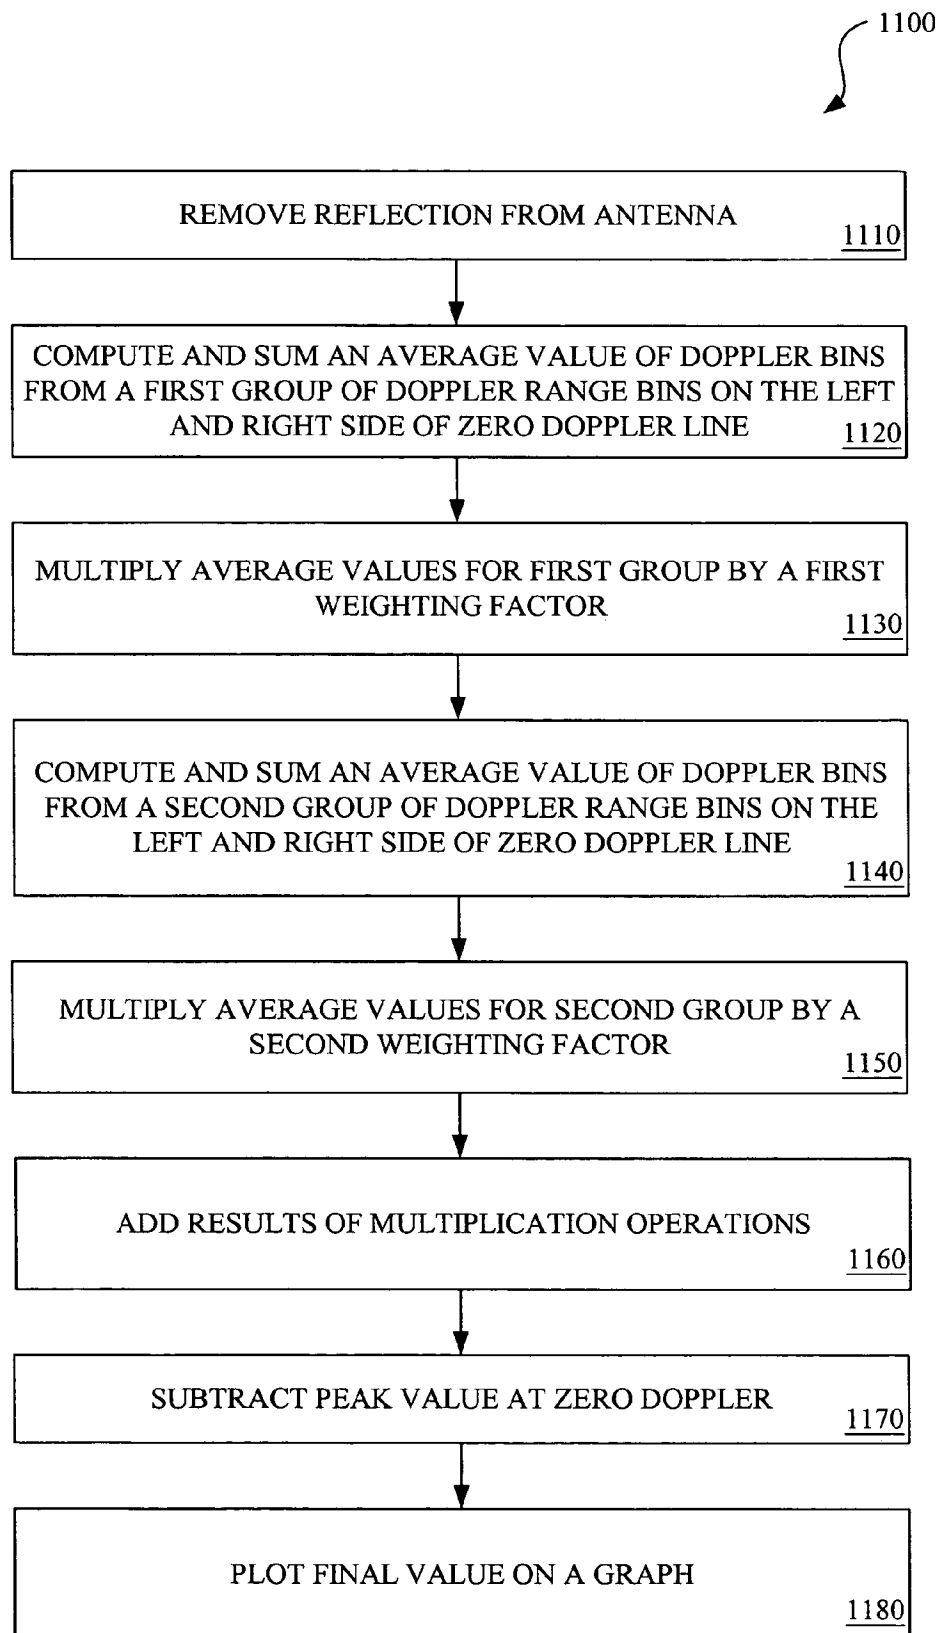 1100
REMOVE REFLECTION FROM ANTENNA
1110
COMPUTE AND SUM AN AVERAGE VALUE OF DOPPLER BINS
FROM A FIRST GROUP OF DOPPLER RANGE BINS ON THE LEFT
AND RIGHT SIDE OF ZERO DOPPLER LINE
1120
MULTIPLY AVERAGE VALUES FOR FIRST GROUP BY A FIRST
WEIGHTING FACTOR
1130
COMPUTE AND SUM AN AVERAGE VALUE OF DOPPLER BINS
FROM A SECOND GROUP OF DOPPLER RANGE BINS ON THE
LEFT AND RIGHT SIDE OF ZERO DOPPLER LINE
1140
MULTIPLY AVERAGE VALUES FOR SECOND GROUP BY A
SECOND WEIGHTING FACTOR
1150
ADD RESULTS OF MULTIPLICATION OPERATIONS
1160
SUBTRACT PEAK VALUE AT ZERO DOPPLER
1170
PLOT FINAL VALUE ON A GRAPH
1180